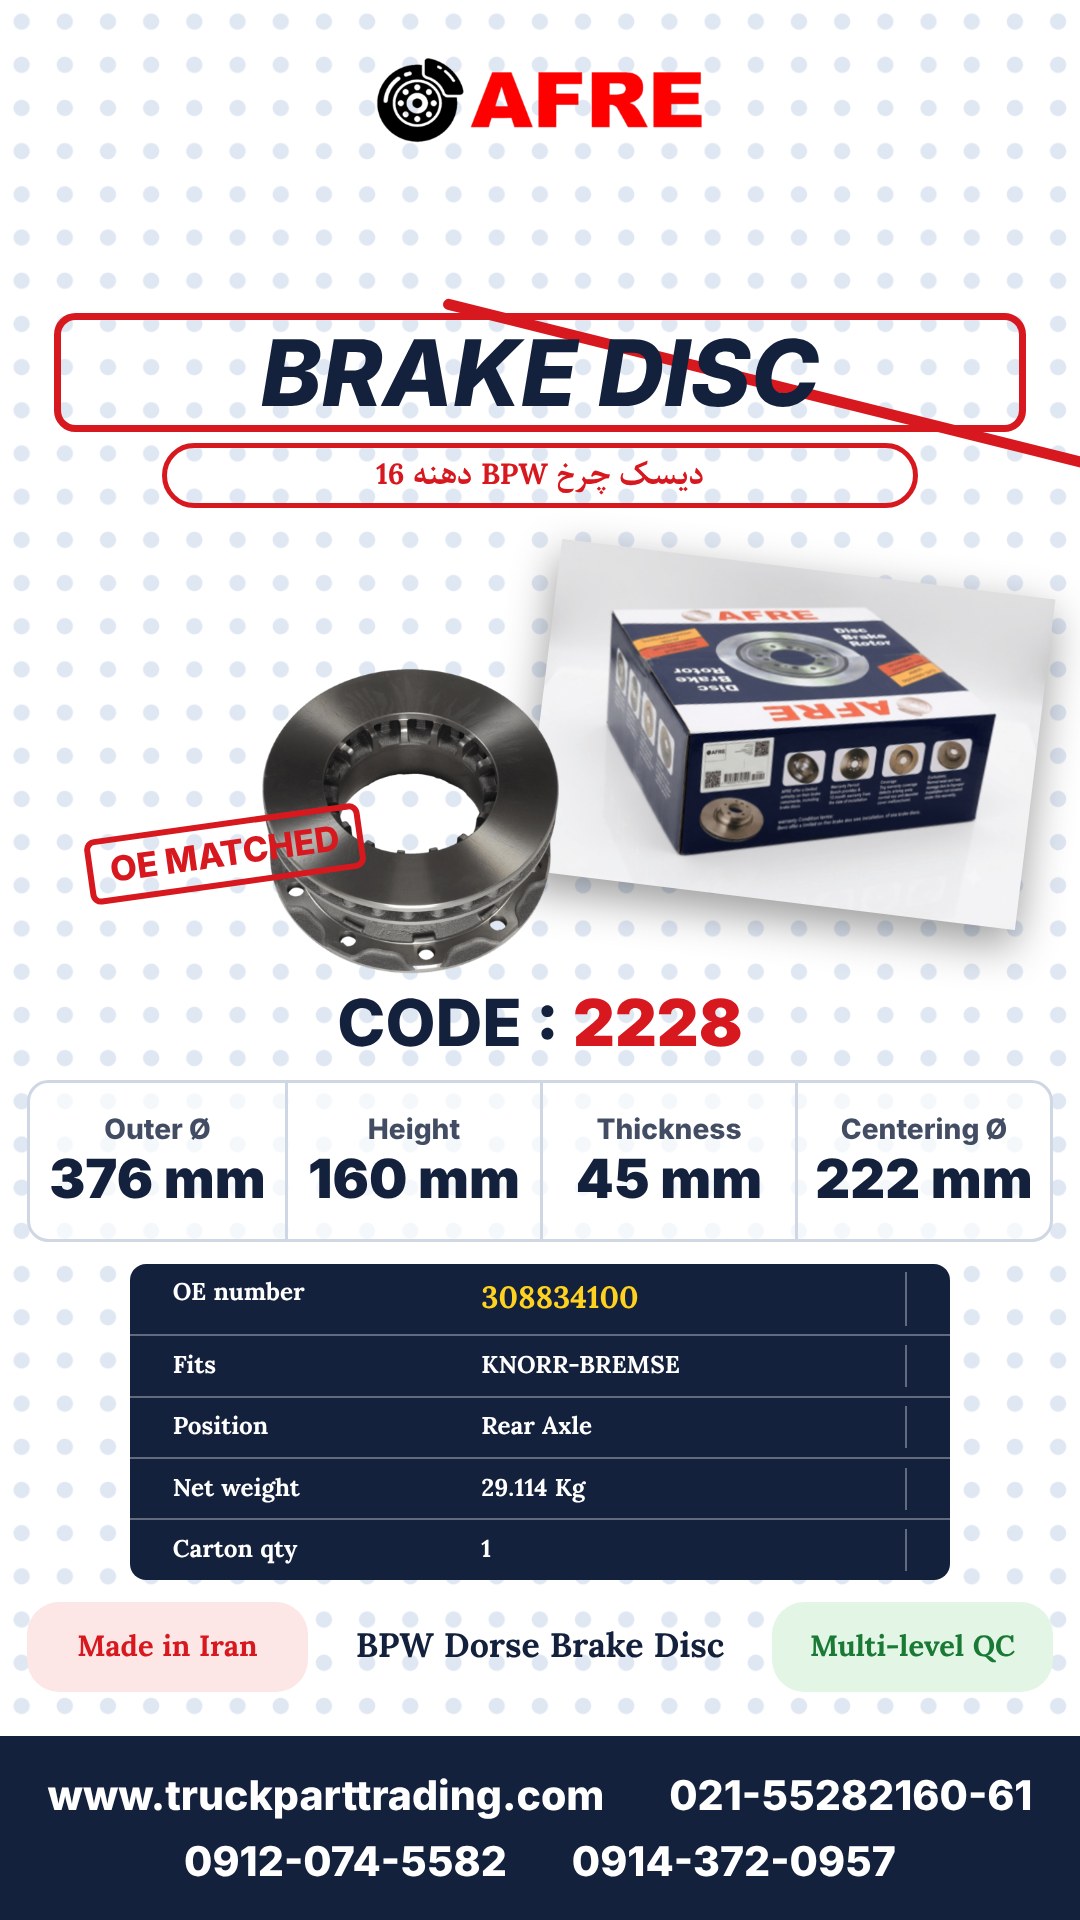 AFRE
BRAKE DISC
دیسک چرخ BPW دهنه 16
AFRE
Disc
Brake
Rotor
Disc
Brake
Rotor
AFRE
OE MATCHED
CODE : 2228
Outer Ø
376 mm
Height
160 mm
Thickness
45 mm
Centering Ø
222 mm
OE number 308834100
Fits KNORR-BREMSE
Position Rear Axle
Net weight 29.114 Kg
Carton qty 1
Made in Iran
BPW Dorse Brake Disc
Multi-level QC
www.truckparttrading.com 021-55282160-61
0912-074-5582 0914-372-0957